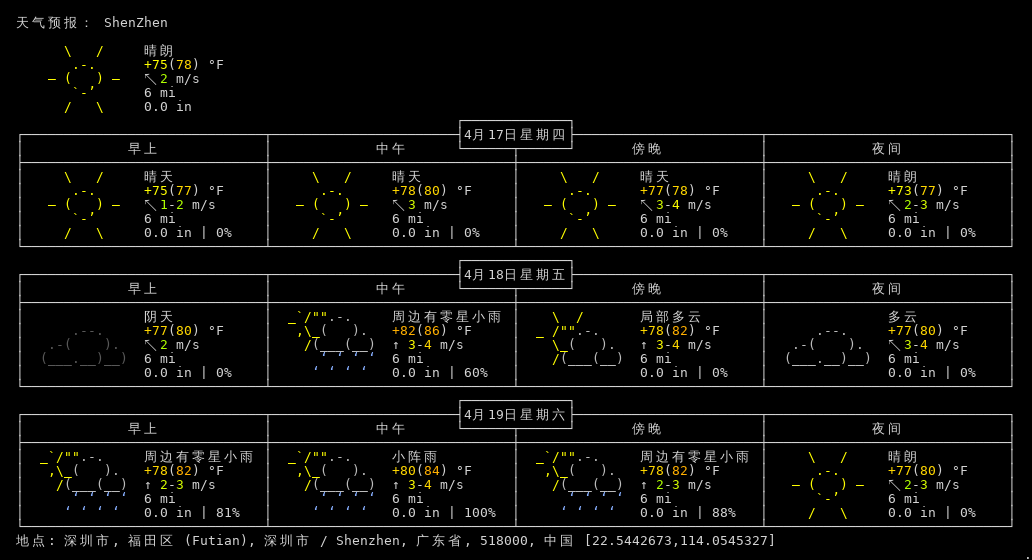 天气预报： ShenZhen
晴朗
+75(78) °F
↖ 2 m/s
6 mi
0.0 in
4月17日星期四
早上 中午 傍晚 夜间
晴天 晴天 晴天 晴朗
+75(77) °F +78(80) °F +77(78) °F +73(77) °F
↖ 1-2 m/s ↖ 3 m/s ↖ 3-4 m/s ↖ 2-3 m/s
6 mi 6 mi 6 mi 6 mi
0.0 in | 0% 0.0 in | 0% 0.0 in | 0% 0.0 in | 0%
4月18日星期五
早上 中午 傍晚 夜间
阴天 周边有零星小雨 局部多云 多云
+77(80) °F +82(86) °F +78(82) °F +77(80) °F
↖ 2 m/s ↑ 3-4 m/s ↑ 3-4 m/s ↖ 3-4 m/s
6 mi 6 mi 6 mi 6 mi
0.0 in | 0% 0.0 in | 60% 0.0 in | 0% 0.0 in | 0%
4月19日星期六
早上 中午 傍晚 夜间
周边有零星小雨 小阵雨 周边有零星小雨 晴朗
+78(82) °F +80(84) °F +78(82) °F +77(80) °F
↑ 2-3 m/s ↑ 3-4 m/s ↑ 2-3 m/s ↖ 2-3 m/s
6 mi 6 mi 6 mi 6 mi
0.0 in | 81% 0.0 in | 100% 0.0 in | 88% 0.0 in | 0%
地点: 深圳市, 福田区 (Futian), 深圳市 / Shenzhen, 广东省, 518000, 中国 [22.5442673,114.0545327]